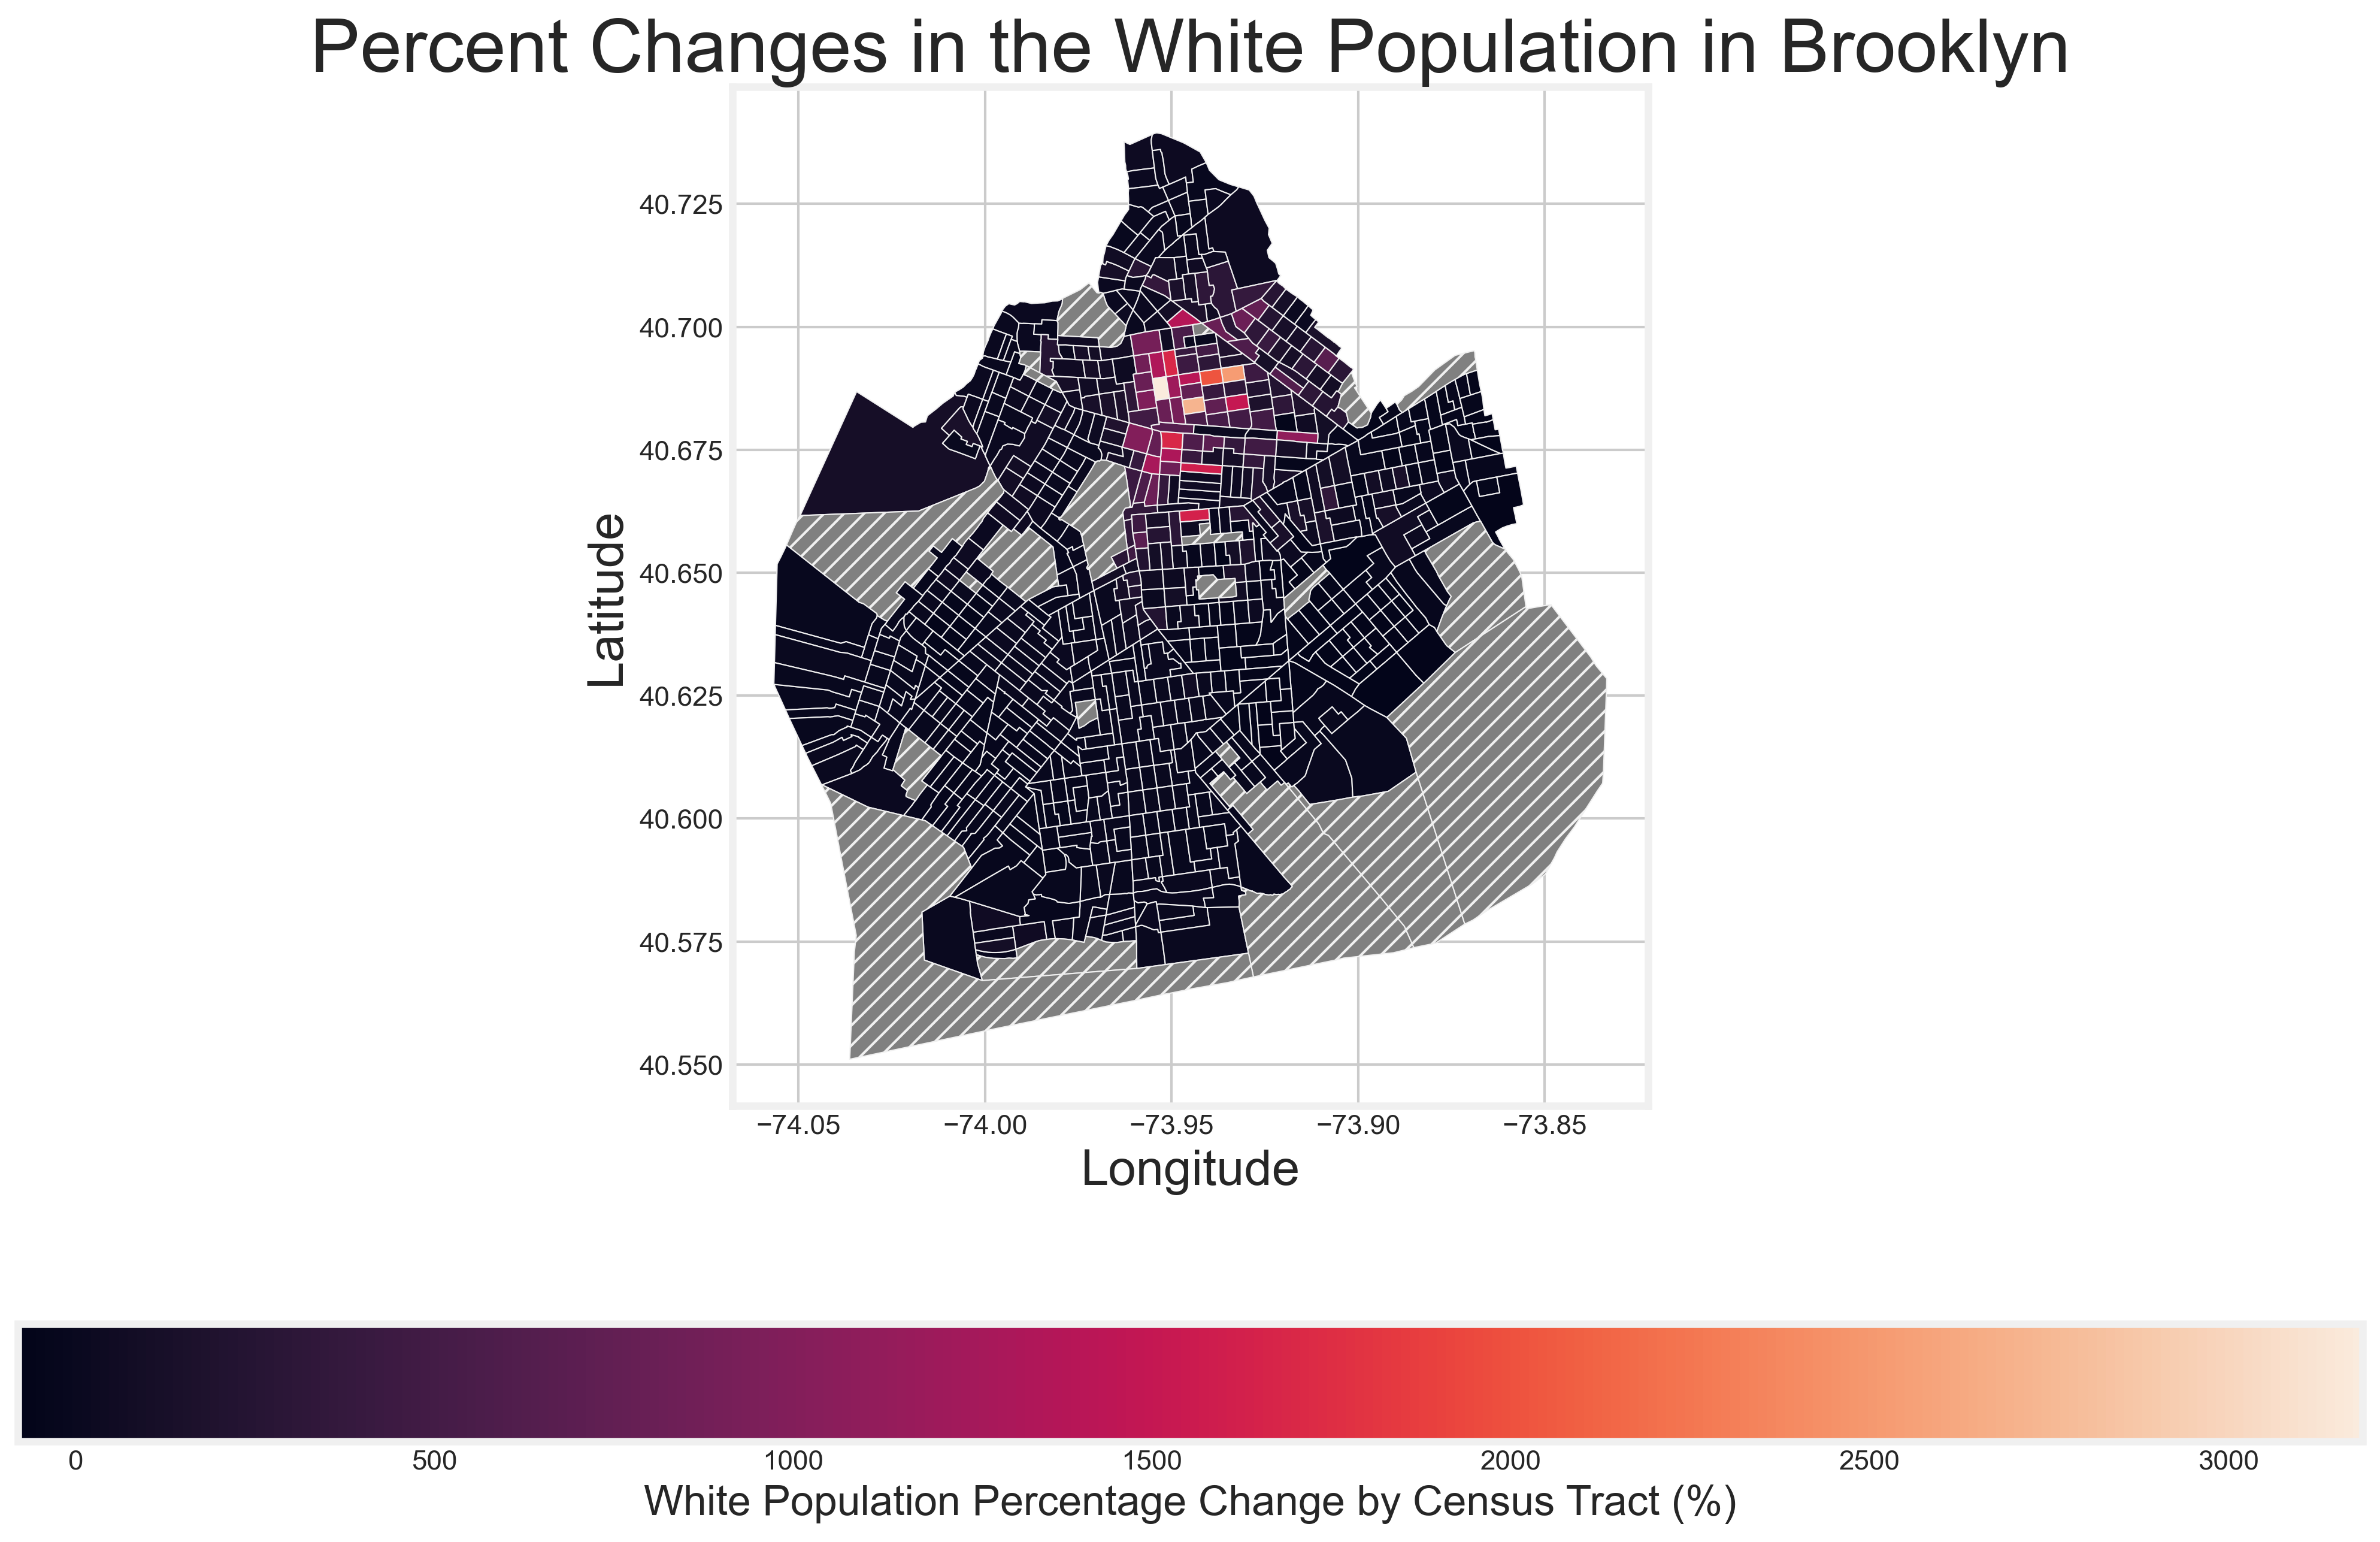 Percent Changes in the White Population in Brooklyn
40.725
40.700
40.675
40.650
40.625
40.600
40.575
40.550
Latitude
−74.05 −74.00 −73.95 −73.90 −73.85
Longitude
0 500 1000 1500 2000 2500 3000
White Population Percentage Change by Census Tract (%)